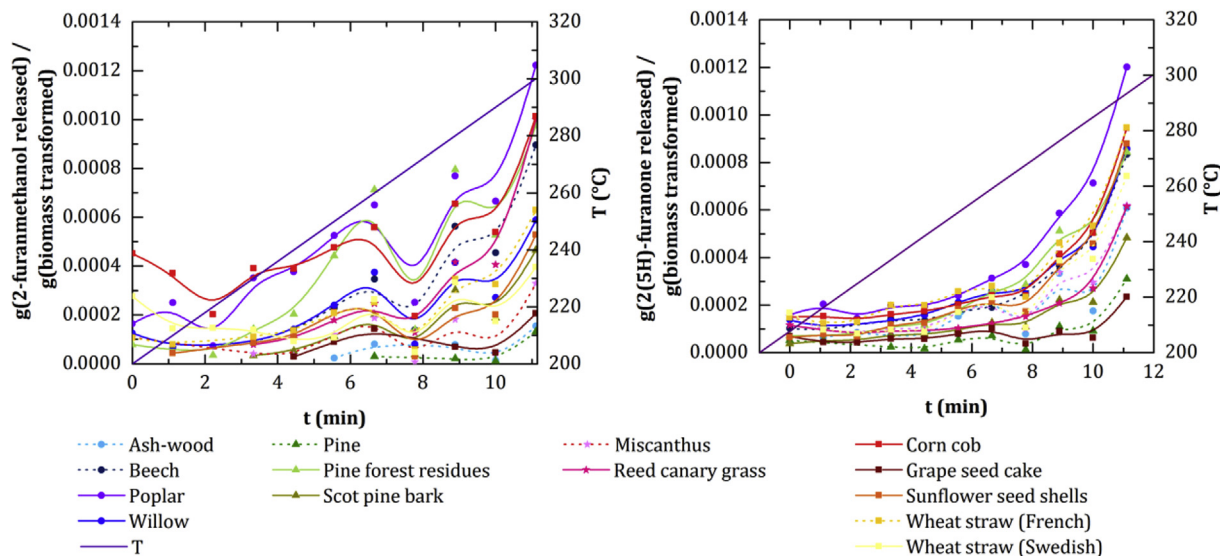 g(2-furanmethanol released) /
g(biomass transformed)
0.0014
0.0012
0.0010
0.0008
0.0006
0.0004
0.0002
0.0000
0 2 4 6 8 10
t (min)
320
300
280
260
240
220
200
T (°C)
g(2(5H)-furanone released) /
g(biomass transformed)
0.0014
0.0012
0.0010
0.0008
0.0006
0.0004
0.0002
0.0000
0 2 4 6 8 10 12
t (min)
320
300
280
260
240
220
200
T (°C)
Ash-wood
Beech
Poplar
Willow
T
Pine
Pine forest residues
Scot pine bark
Miscanthus
Reed canary grass
Corn cob
Grape seed cake
Sunflower seed shells
Wheat straw (French)
Wheat straw (Swedish)